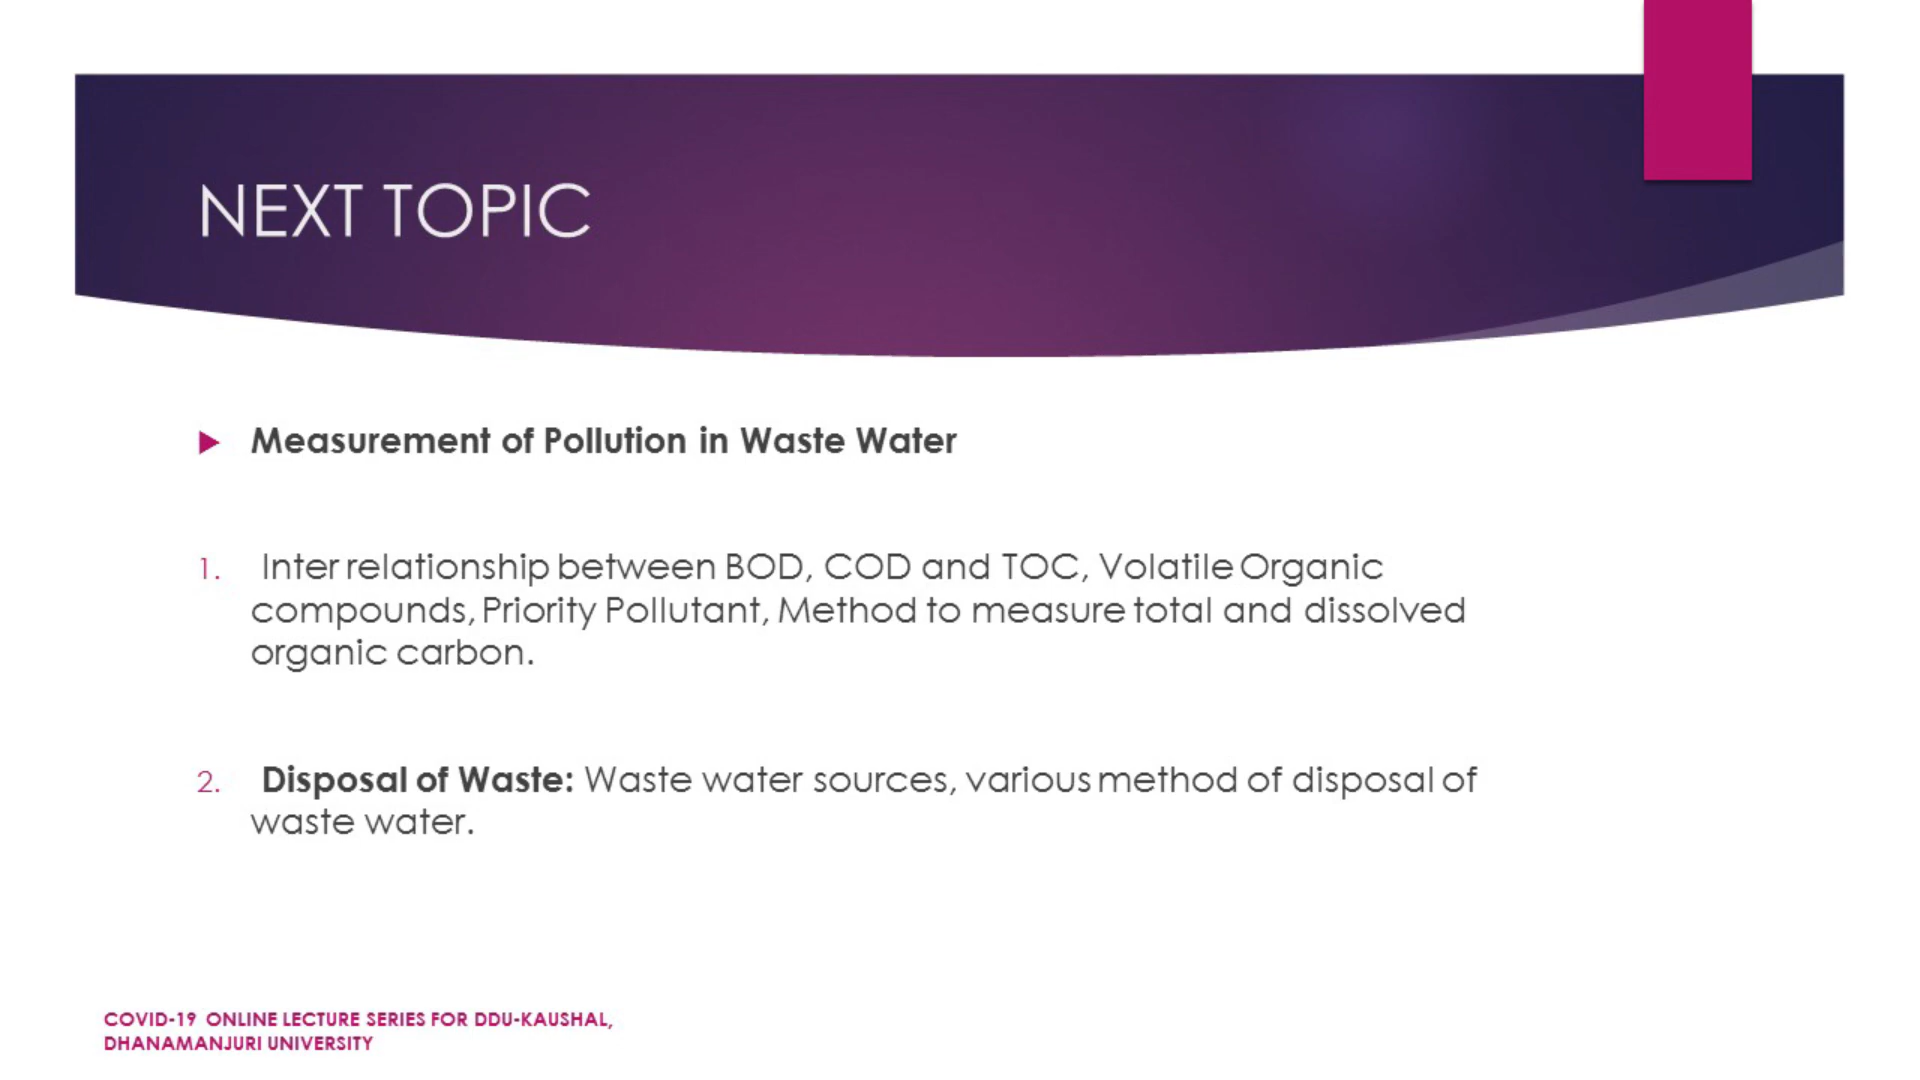 NEXT TOPIC
Measurement of Pollution in Waste Water
1. Inter relationship between BOD, COD and TOC, Volatile Organic
compounds, Priority Pollutant, Method to measure total and dissolved
organic carbon.
2. Disposal of Waste: Waste water sources, various method of disposal of
waste water.
COVID-19 ONLINE LECTURE SERIES FOR DDU-KAUSHAL,
DHANAMANJURI UNIVERSITY